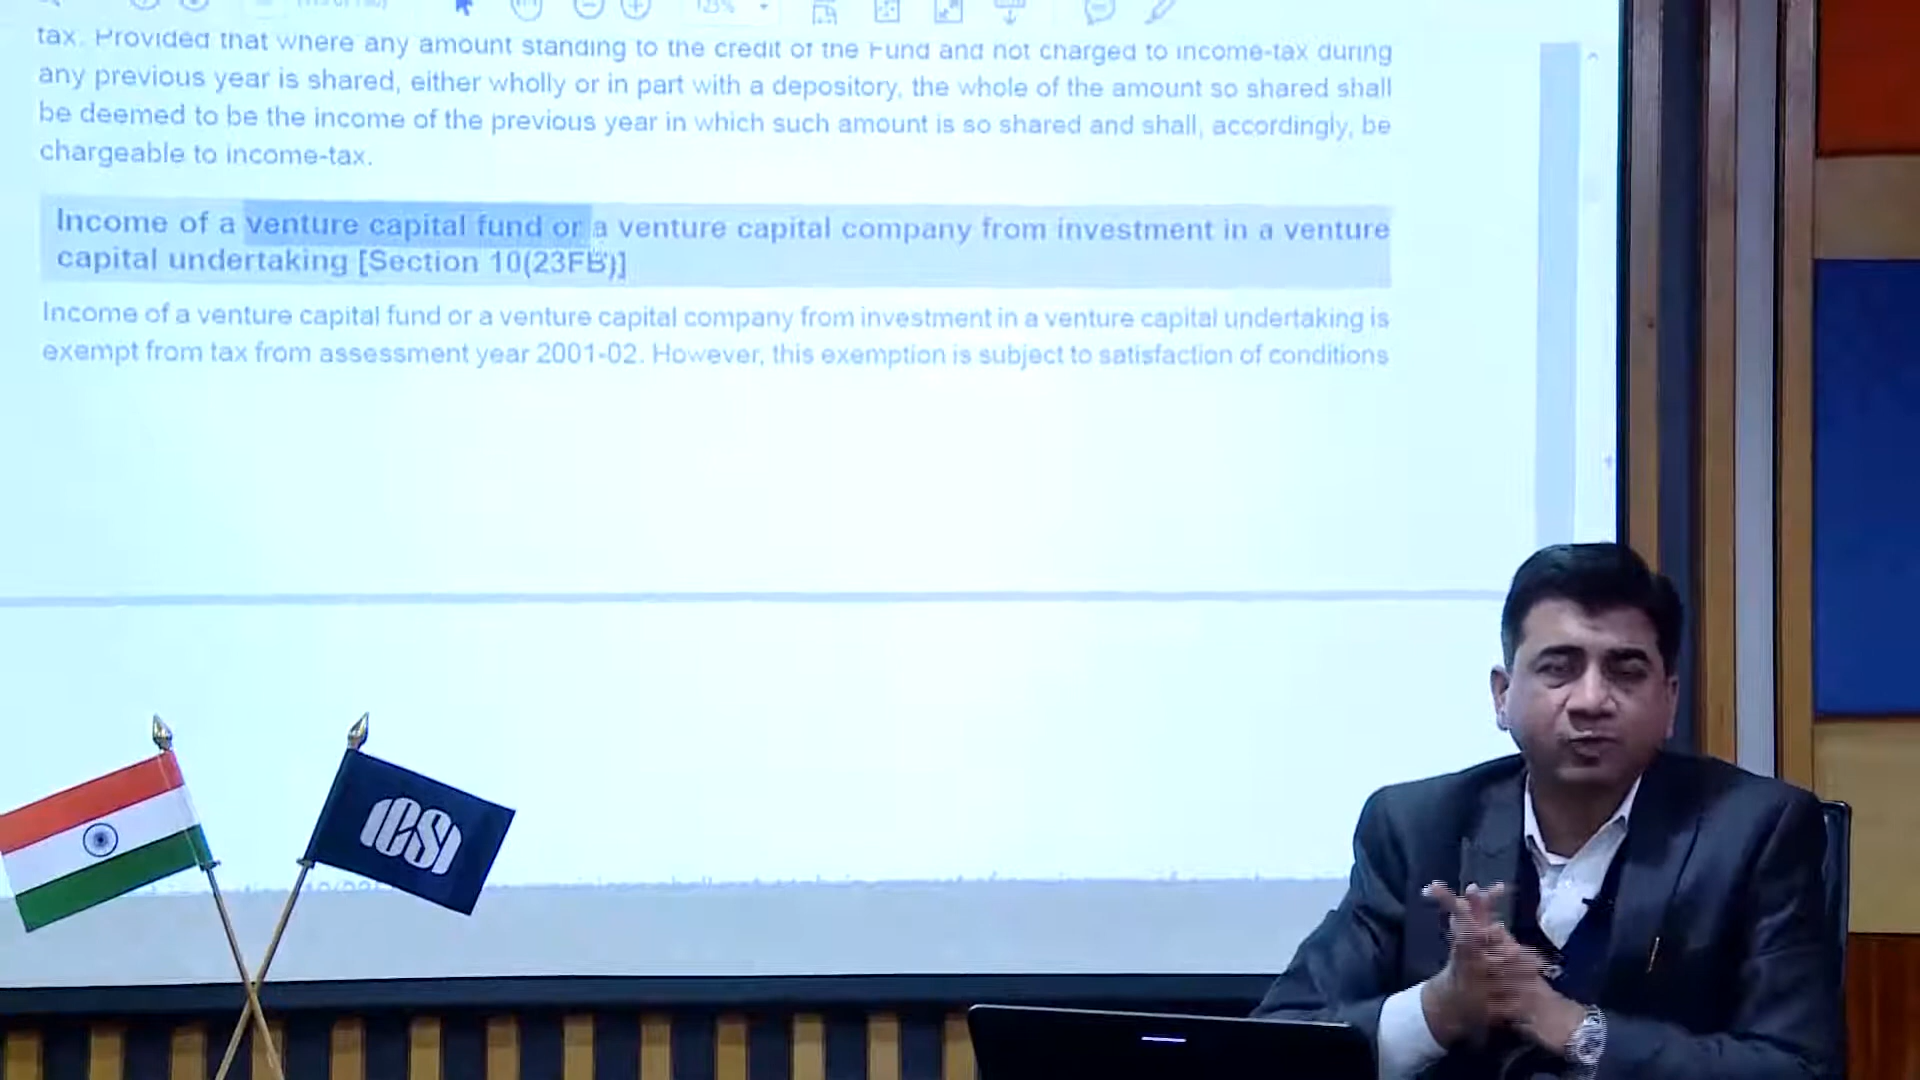 125%
tax. Provided that where any amount standing to the credit of the Fund and not charged to income-tax during
any previous year is shared, either wholly or in part with a depository, the whole of the amount so shared shall
be deemed to be the income of the previous year in which such amount is so shared and shall, accordingly, be
chargeable to income-tax.
Income of a venture capital fund or a venture capital company from investment in a venture
capital undertaking [Section 10(23FB)]
Income of a venture capital fund or a venture capital company from investment in a venture capital undertaking is
exempt from tax from assessment year 2001-02. However, this exemption is subject to satisfaction of conditions
ICSI